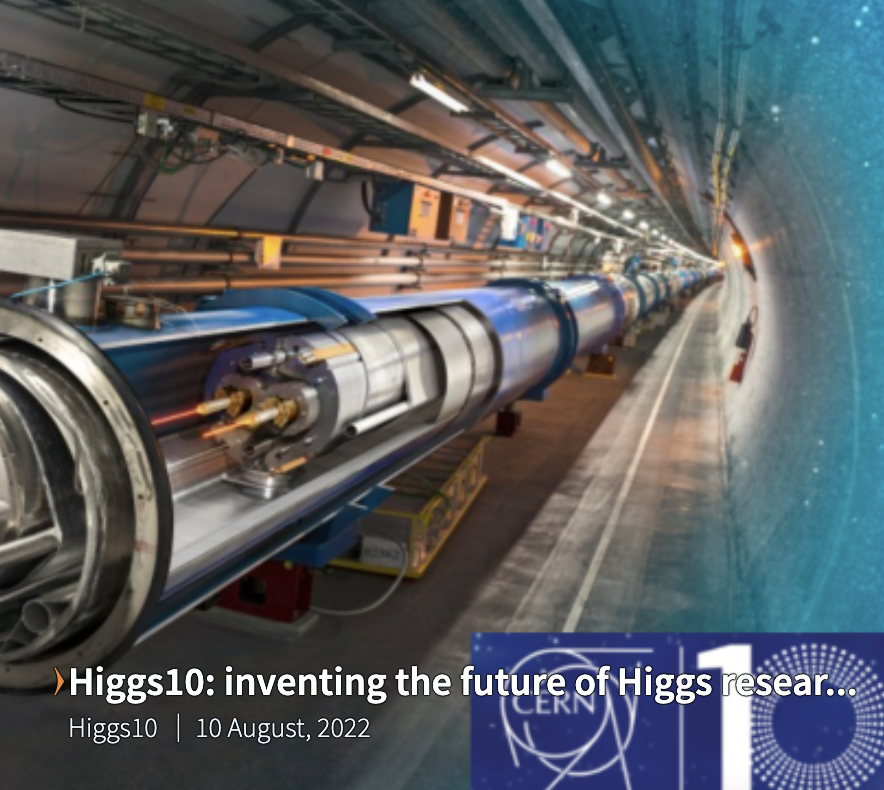 Higgs10: inventing the future of Higgs resear...
Higgs10 | 10 August, 2022
CERN 10